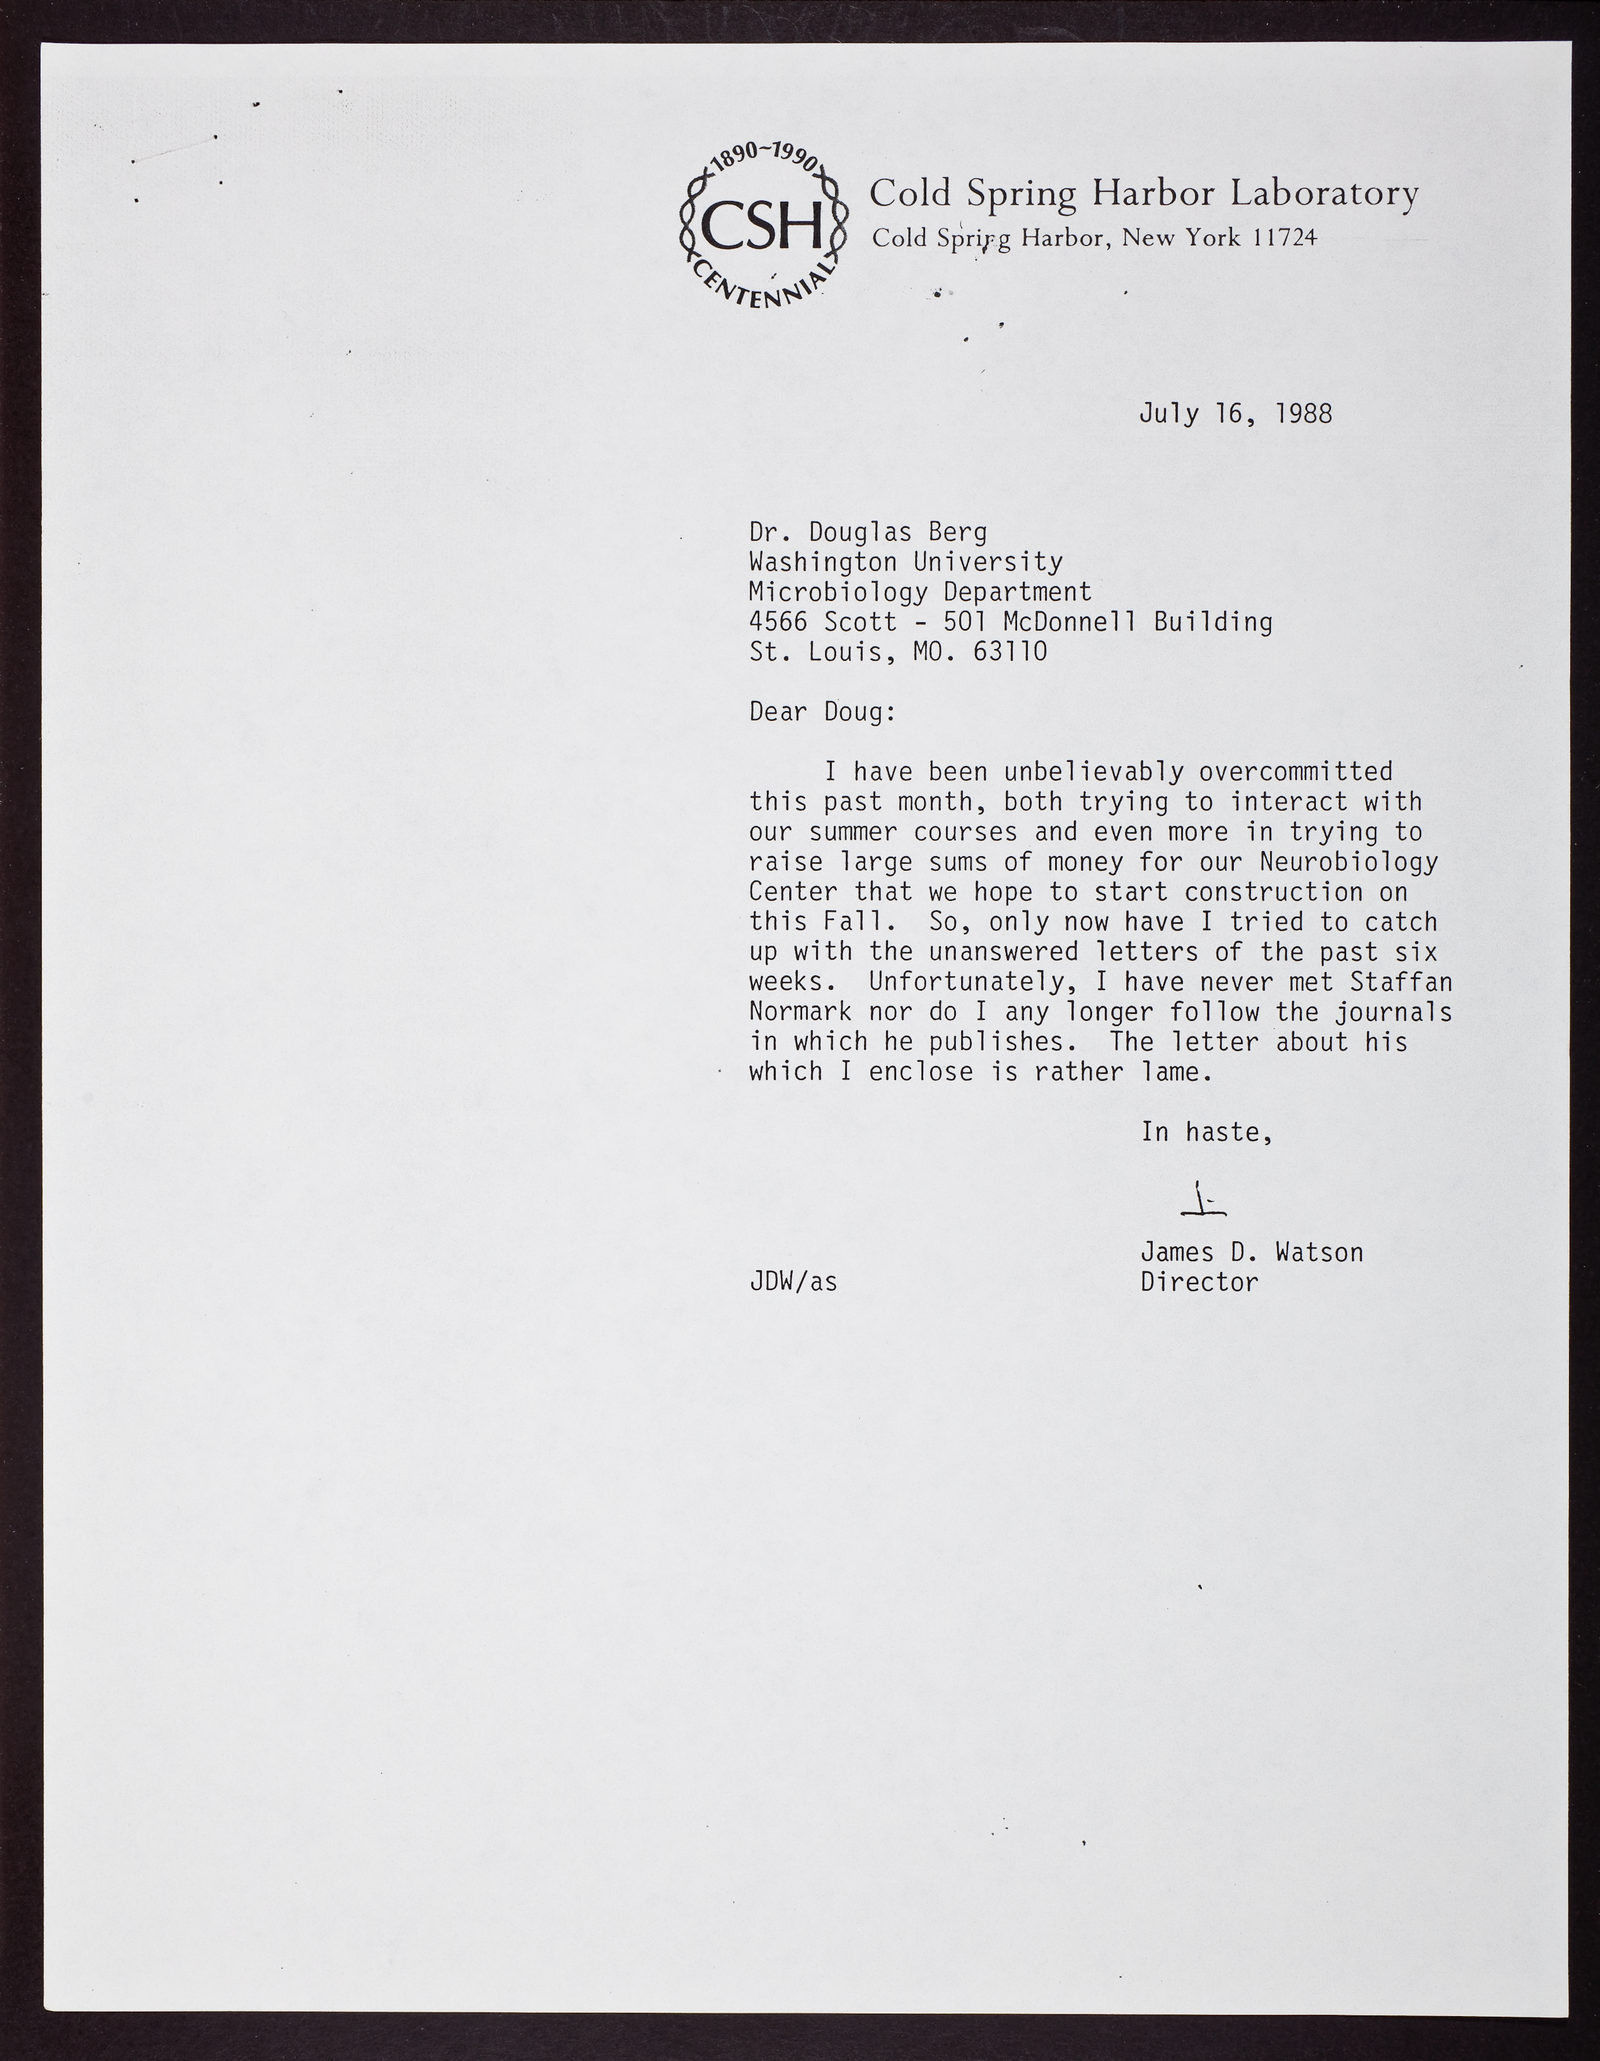 1890~1990
CSH
CENTENNIAL
Cold Spring Harbor Laboratory
Cold Spring Harbor, New York 11724
July 16, 1988
Dr. Douglas Berg
Washington University
Microbiology Department
4566 Scott - 501 McDonnell Building
St. Louis, MO. 63110
Dear Doug:
I have been unbelievably overcommitted
this past month, both trying to interact with
our summer courses and even more in trying to
raise large sums of money for our Neurobiology
Center that we hope to start construction on
this Fall. So, only now have I tried to catch
up with the unanswered letters of the past six
weeks. Unfortunately, I have never met Staffan
Normark nor do I any longer follow the journals
in which he publishes. The letter about his
which I enclose is rather lame.
In haste,
James D. Watson
JDW/as Director